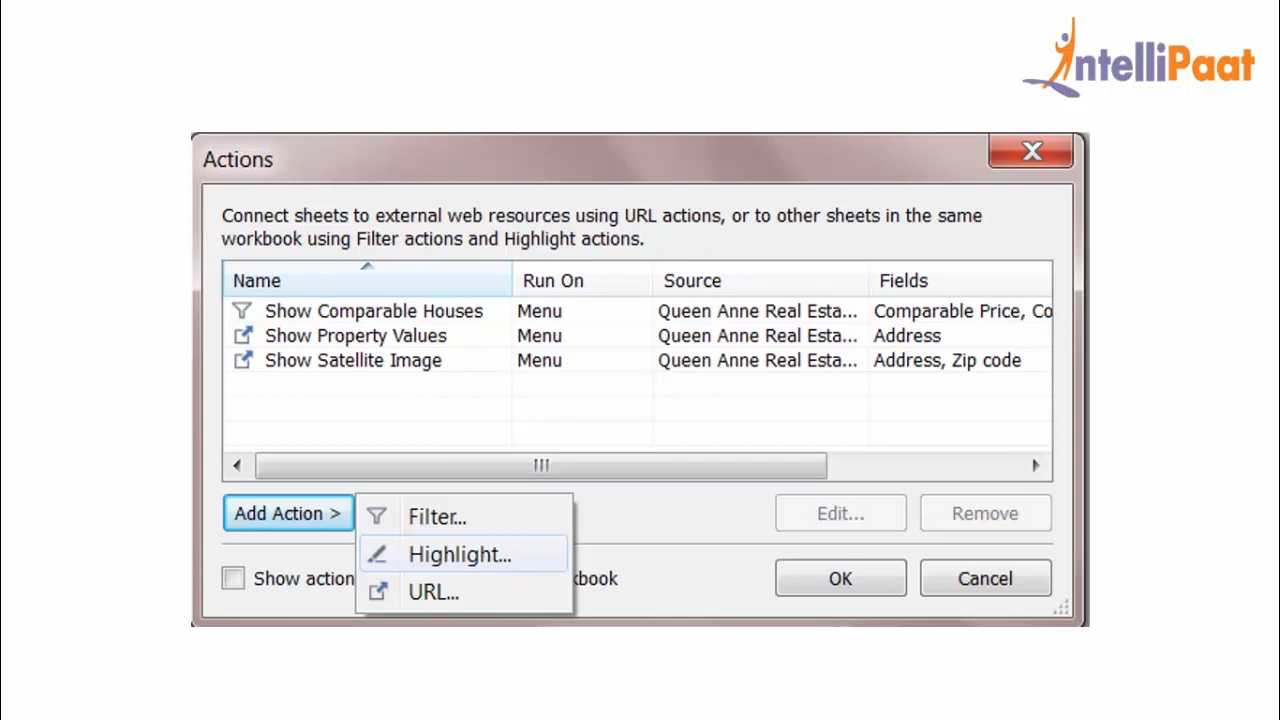 IntelliPaat
Actions
X
Connect sheets to external web resources using URL actions, or to other sheets in the same
workbook using Filter actions and Highlight actions.
Name Run On Source Fields
Show Comparable Houses Menu Queen Anne Real Esta... Comparable Price, Co
Show Property Values Menu Queen Anne Real Esta... Address
Show Satellite Image Menu Queen Anne Real Esta... Address, Zip code
Add Action > Filter... Edit... Remove
Highlight...
Show action kbook OK Cancel
URL...